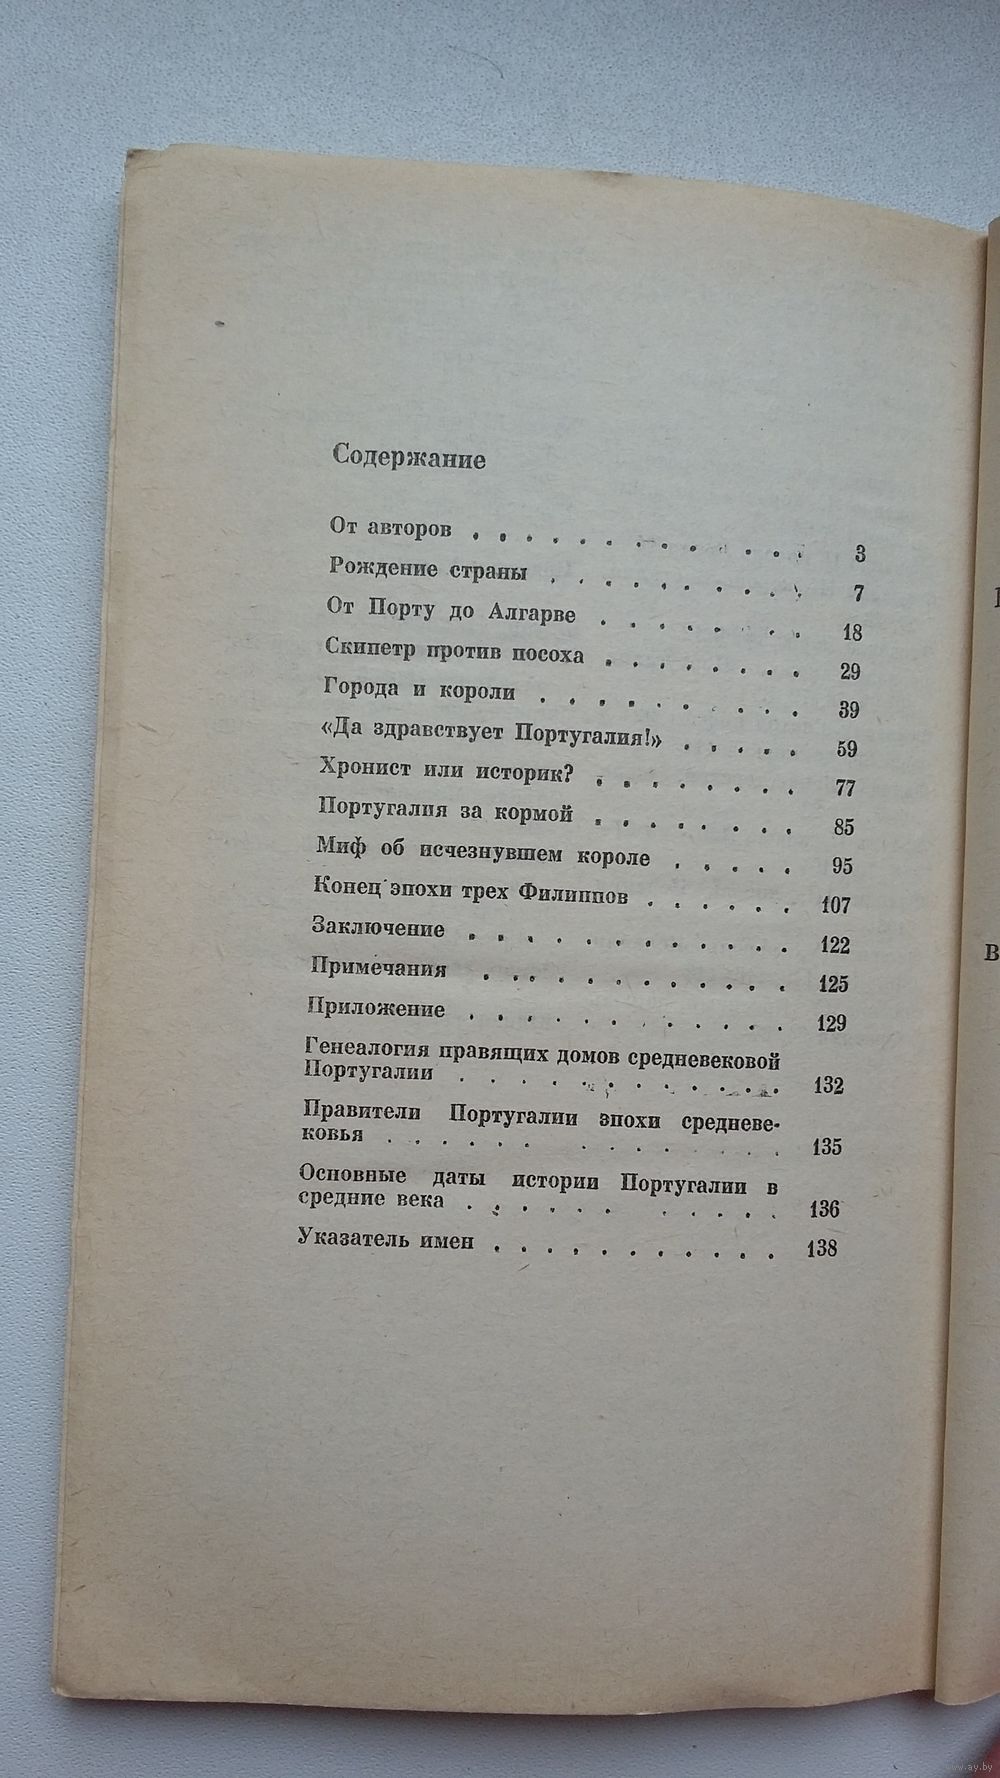 Содержание
От авторов . . . . . . . . . . . . . 3
Рождение страны . . . . . . . . . . 7
От Порту до Алгарве . . . . . . . . 18
Скипетр против посоха . . . . . . . . 29
Города и короли . . . . . . . . . . 39
«Да здравствует Португалия!» . . . . . 59
Хронист или историк? . . . . . . . . 77
Португалия за кормой . . . . . . . . 85
Миф об исчезнувшем короле . . . . . 95
Конец эпохи трех Филиппов . . . . . . 107
Заключение . . . . . . . . . . . . 122
Примечания . . . . . . . . . . . 125
Приложение . . . . . . . . . . . . 129
Генеалогия правящих домов средневековой
Португалии . . . . . . . . . . . . 132
Правители Португалии эпохи средневе-
ковья . . . . . . . . . . . . . 135
Основные даты истории Португалии в
средние века . . . . . . . . . . . 136
Указатель имен . . . . . . . . . . . 138
В
www.ay.by